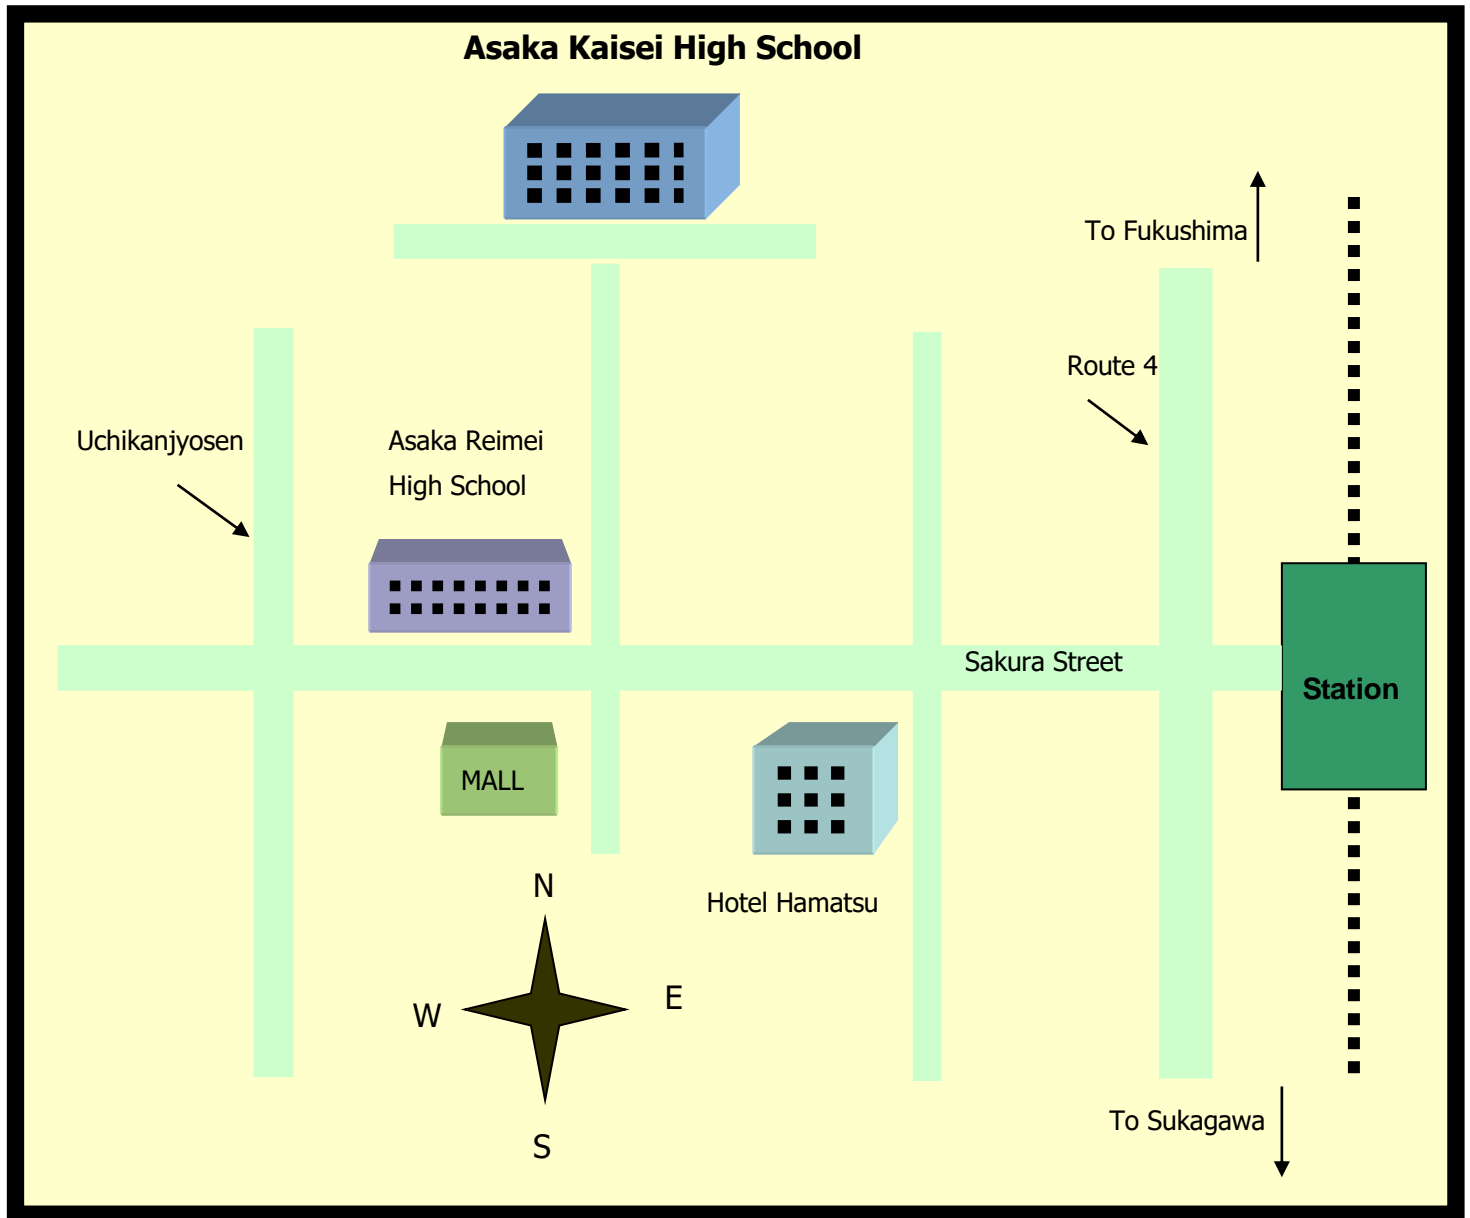 Asaka Kaisei High School
To Fukushima
Route 4
Uchikanjyosen
Asaka Reimei
High School
Sakura Street
Station
MALL
Hotel Hamatsu
N
W
E
S
To Sukagawa